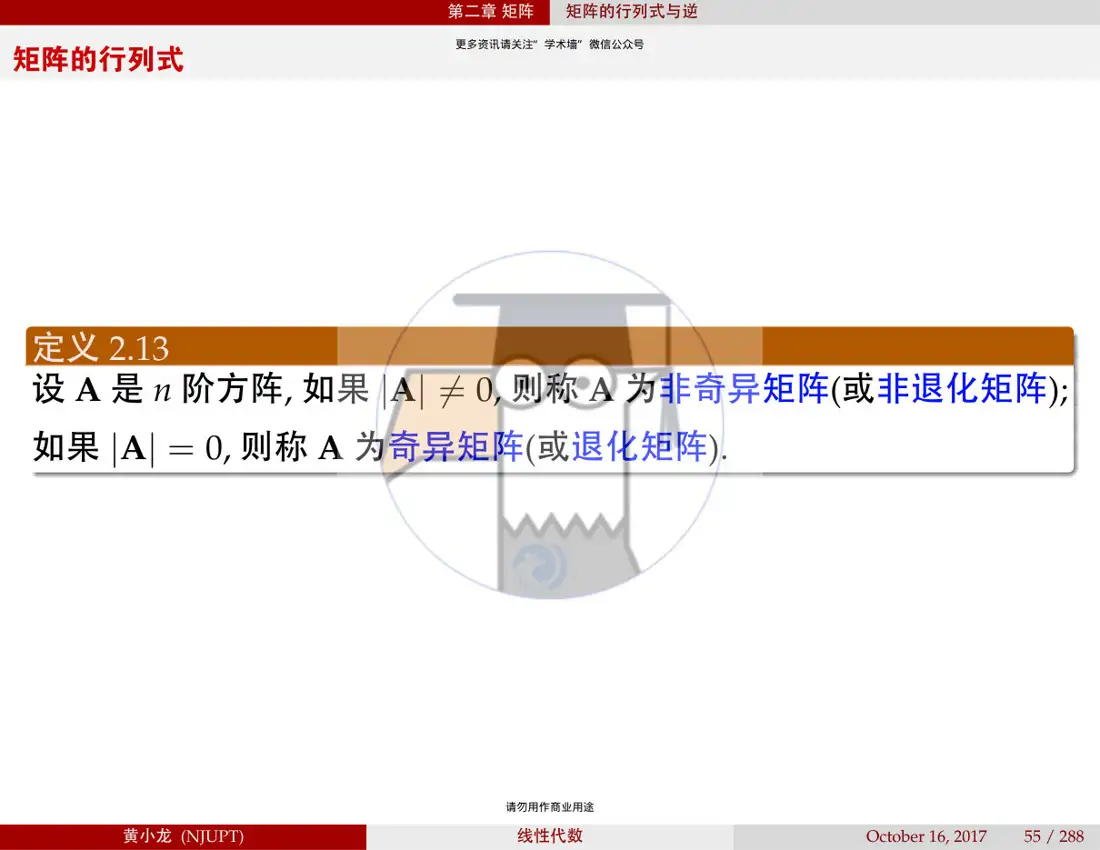 第二章 矩阵 矩阵的行列式与逆
更多资讯请关注“学术墙”微信公众号
矩阵的行列式
定义 2.13
设 A 是 n 阶方阵, 如果 |A| ≠ 0, 则称 A 为非奇异矩阵(或非退化矩阵);
如果 |A| = 0, 则称 A 为奇异矩阵(或退化矩阵).
请勿用作商业用途
黄小龙 (NJUPT) 线性代数 October 16, 2017 55 / 288